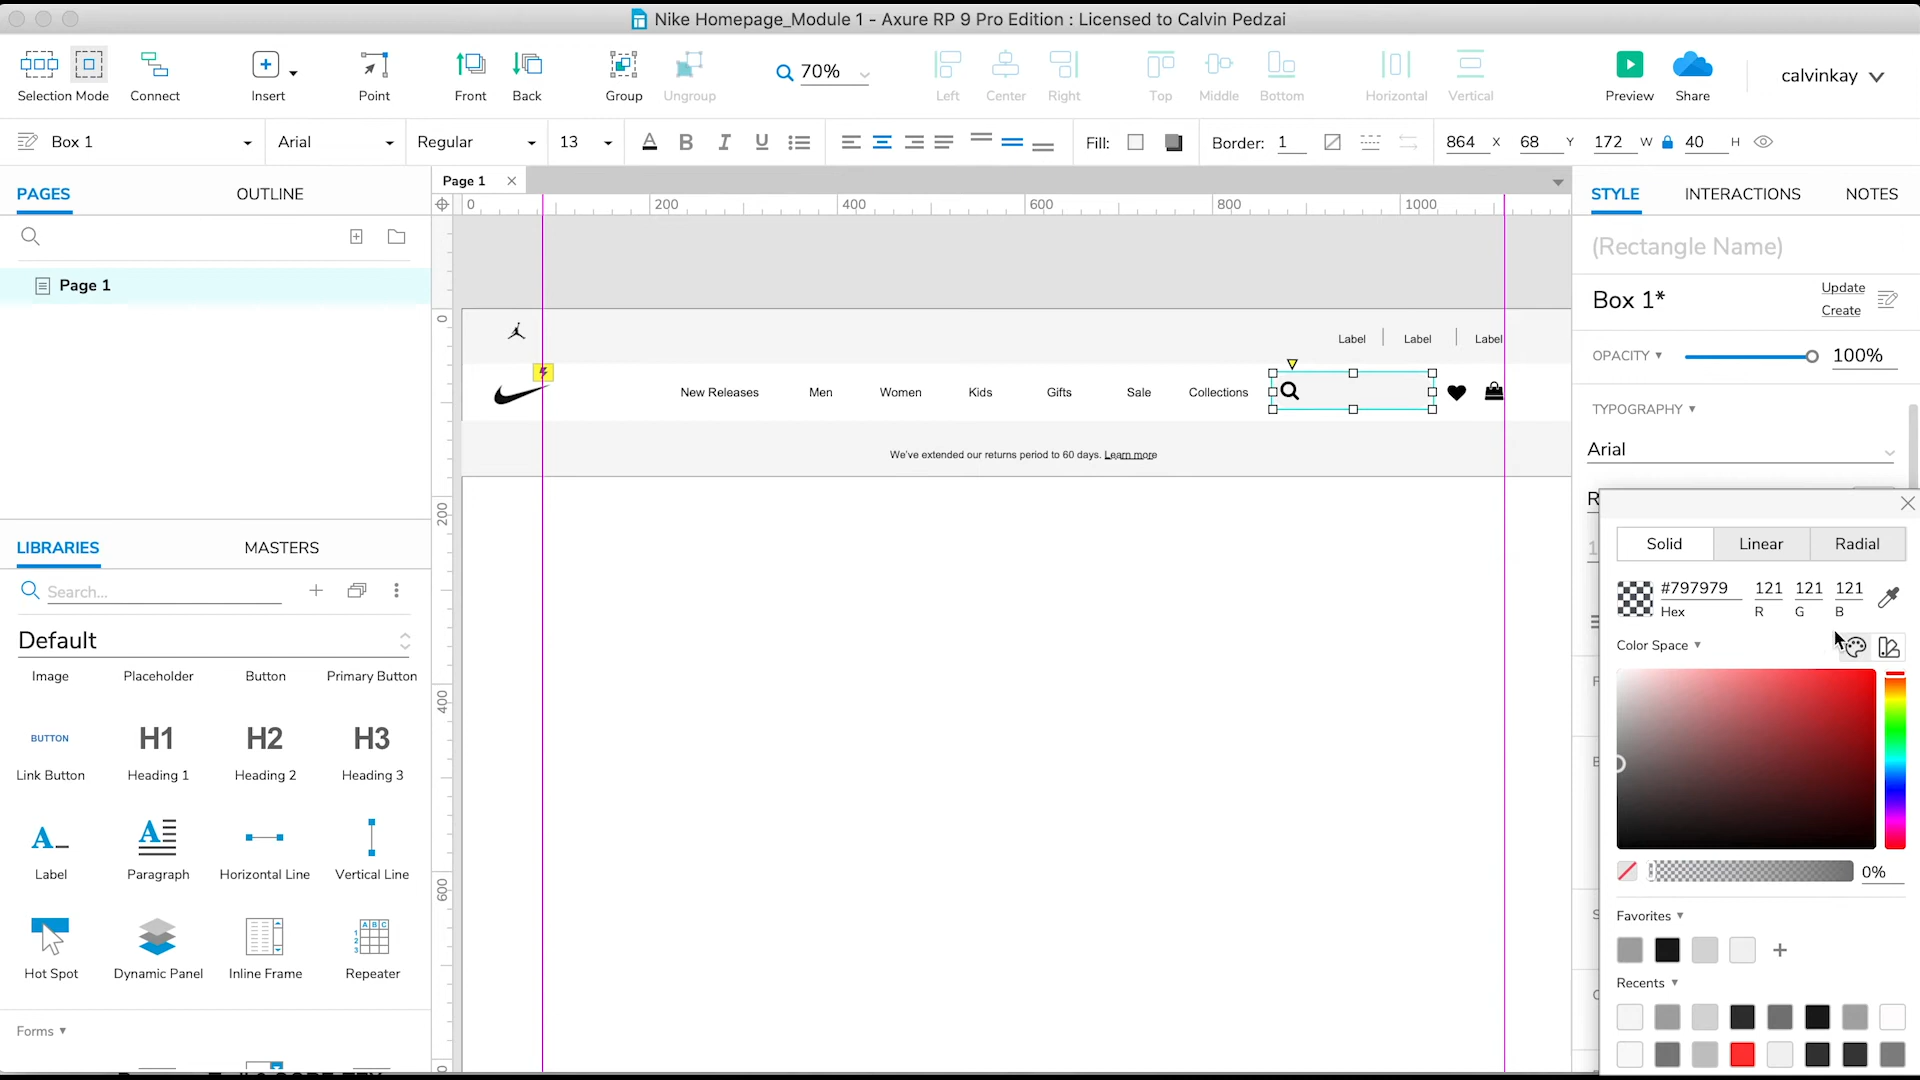 Nike Homepage_Module 1 - Axure RP 9 Pro Edition : Licensed to Calvin Pedzai
Selection Mode
Connect
Insert
Point
Front
Back
Group
Ungroup
70%
Left
Center
Right
Top
Middle
Bottom
Horizontal
Vertical
Preview
Share
calvinkay
Box 1
Arial
Regular
13
Fill:
Border: 1
864 X
68 Y
172 W
40 H
PAGES
OUTLINE
Page 1
Page 1
0 200 400 600 800 1000
STYLE
INTERACTIONS
NOTES
(Rectangle Name)
Box 1*
Update
Create
OPACITY
100%
TYPOGRAPHY
Arial
0
200
400
600
Label
Label
Label
New Releases
Men
Women
Kids
Gifts
Sale
Collections
We've extended our returns period to 60 days. Learn more
Solid
Linear
Radial
#797979
121
121
121
Hex
R
G
B
Color Space
0%
Favorites
Recents
LIBRARIES
MASTERS
Search...
Default
Image
Placeholder
Button
Primary Button
BUTTON
H1
H2
H3
Link Button
Heading 1
Heading 2
Heading 3
Label
Paragraph
Horizontal Line
Vertical Line
Hot Spot
Dynamic Panel
Inline Frame
Repeater
Forms